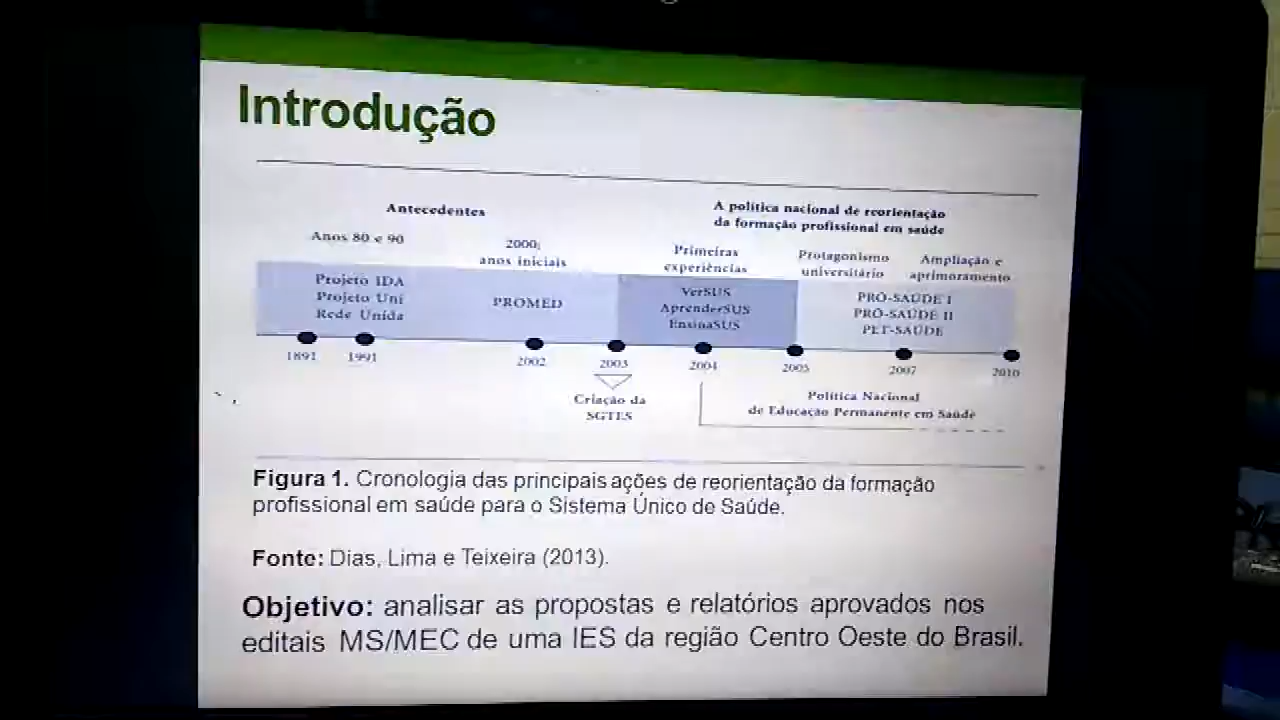 Introdução
Antecedentes
A política nacional de reorientação
da formação profissional em saúde
Anos 80 e 90
2000,
anos iniciais
Primeiras
experiências
Protagonismo
universitário
Ampliação e
aprimoramento
Projeto IDA
Projeto Uni
Rede Unida
PROMED
VerSUS
AprenderSUS
EnsinaSUS
PRÓ-SAÚDE I
PRÓ-SAÚDE II
PET-SAÚDE
1891
1991
2002
2003
2004
2005
2007
2010
Criação da
SGTES
Política Nacional
de Educação Permanente em Saúde
Figura 1. Cronologia das principais ações de reorientação da formação
profissional em saúde para o Sistema Único de Saúde.
Fonte: Dias, Lima e Teixeira (2013).
Objetivo: analisar as propostas e relatórios aprovados nos
editais MS/MEC de uma IES da região Centro Oeste do Brasil.